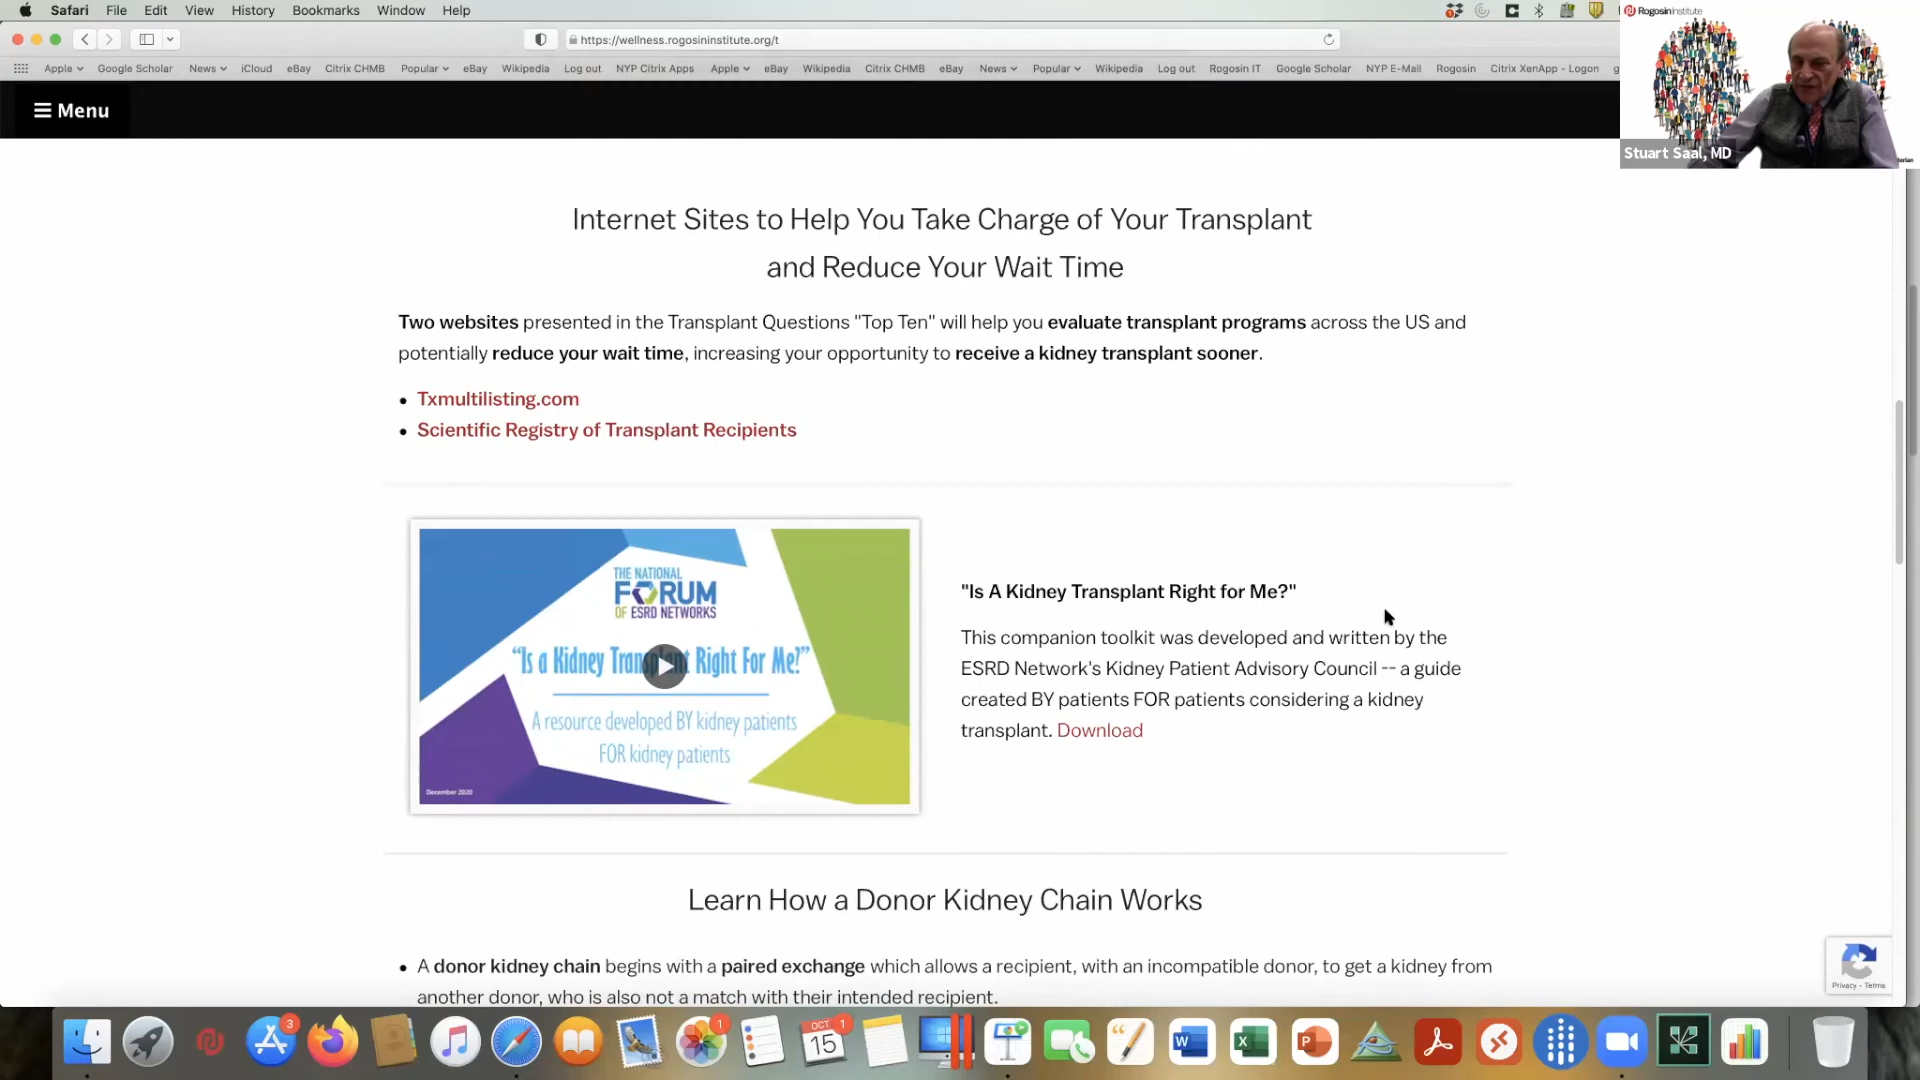 Safari File Edit View History Bookmarks Window Help
https://wellness.rogosininstitute.org/t
Apple Google Scholar News iCloud eBay Citrix CHMB Popular eBay Wikipedia Log out NYP Citrix Apps Apple eBay Wikipedia Citrix CHMB eBay News Popular Wikipedia Log out Rogosin IT Google Scholar NYP E-Mail Rogosin Citrix XenApp - Logon g
RogosinInstitute
Stuart Saal, MD
Menu
Internet Sites to Help You Take Charge of Your Transplant
and Reduce Your Wait Time
Two websites presented in the Transplant Questions "Top Ten" will help you evaluate transplant programs across the US and
potentially reduce your wait time, increasing your opportunity to receive a kidney transplant sooner.
• Txmultilisting.com
• Scientific Registry of Transplant Recipients
THE NATIONAL
FORUM
OF ESRD NETWORKS
"Is a Kidney Transplant Right For Me?"
A resource developed BY kidney patients
FOR kidney patients
December 2020
"Is A Kidney Transplant Right for Me?"
This companion toolkit was developed and written by the
ESRD Network's Kidney Patient Advisory Council -- a guide
created BY patients FOR patients considering a kidney
transplant. Download
Learn How a Donor Kidney Chain Works
• A donor kidney chain begins with a paired exchange which allows a recipient, with an incompatible donor, to get a kidney from
another donor, who is also not a match with their intended recipient.
Privacy - Terms
3
1
OCT 1
15
W
X
P